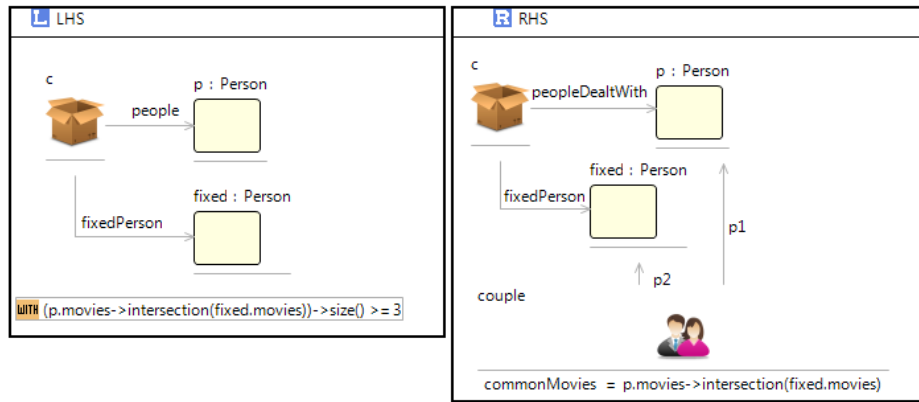 L LHS
c
p : Person
people
fixed : Person
fixedPerson
WITH (p.movies->intersection(fixed.movies))->size() >= 3
R RHS
c
p : Person
peopleDealtWith
fixed : Person
fixedPerson
p1
p2
couple
commonMovies = p.movies->intersection(fixed.movies)